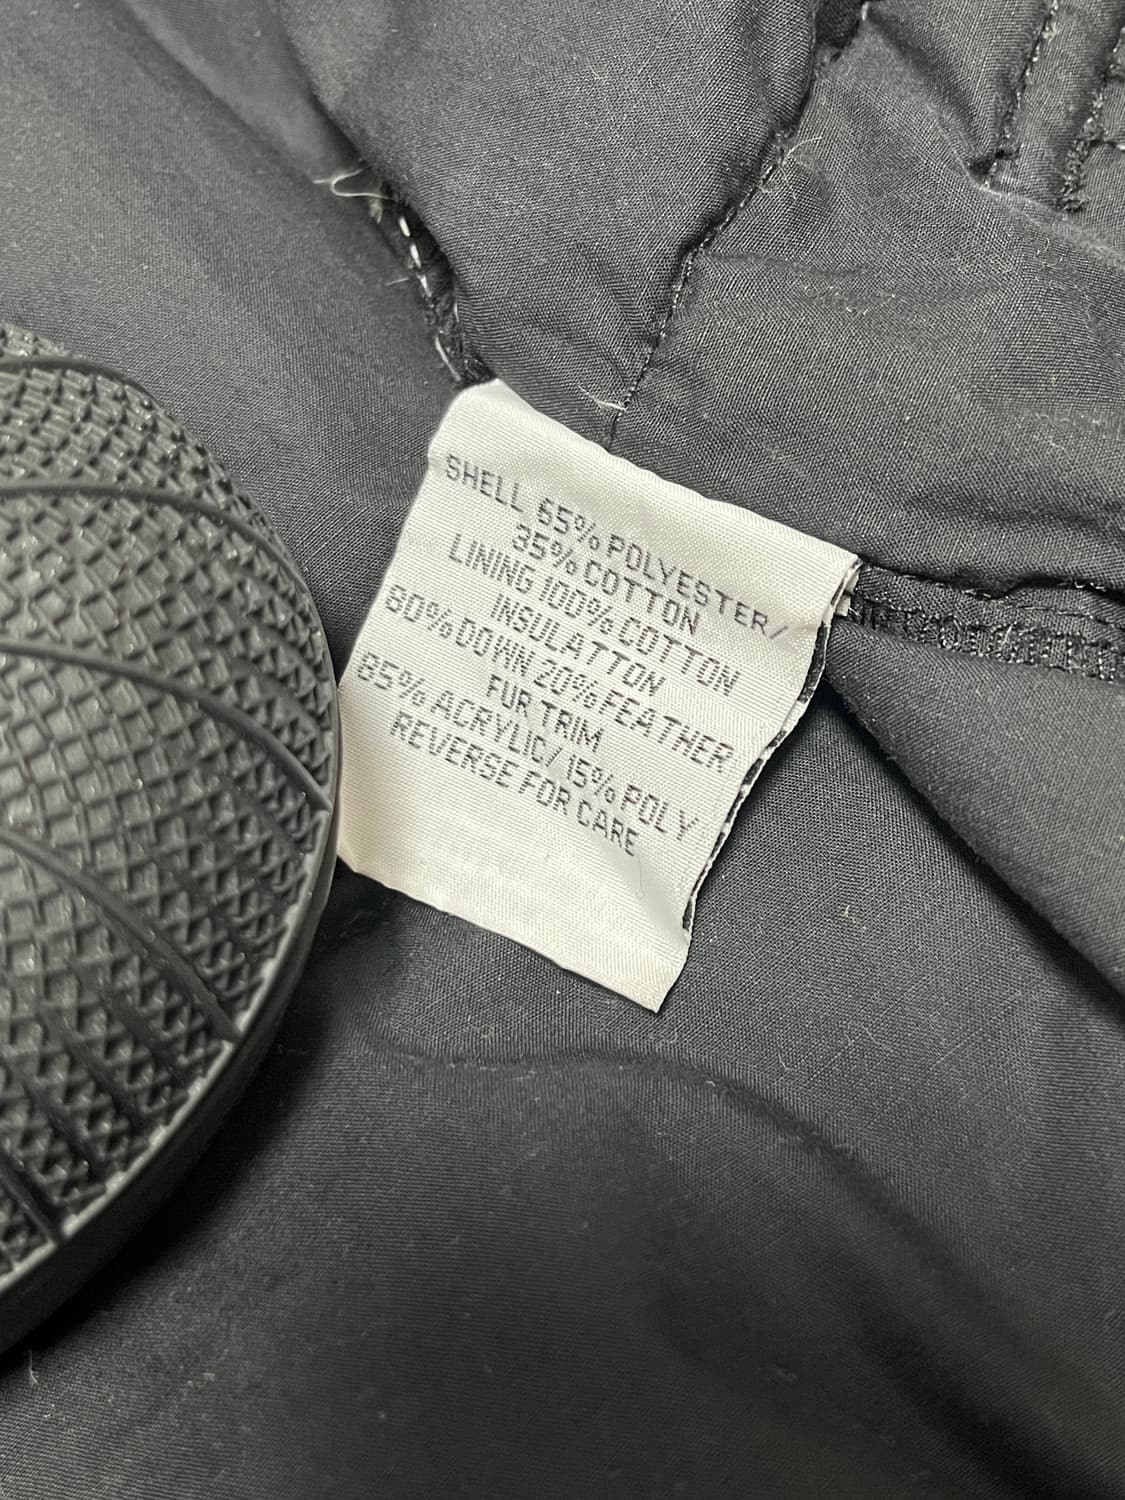 SHELL 65% POLYESTER/
35% COTTON
LINING 100% COTTON
INSULATTON
80% DOWN 20% FEATHER
FUR TRIM
85% ACRYLIC/ 15% POLY
REVERSE FOR CARE